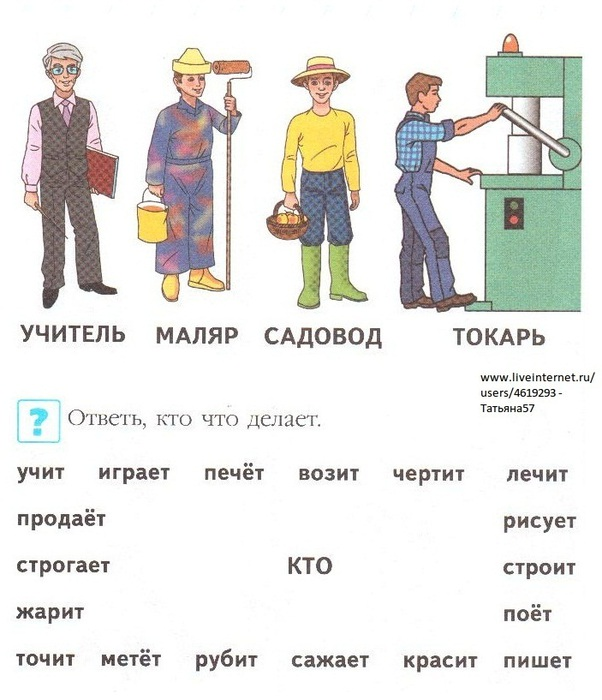 УЧИТЕЛЬ МАЛЯР САДОВОД ТОКАРЬ
www.liveinternet.ru/
users/4619293 -
Татьяна57
? Ответь, кто что делает.
учит играет печёт возит чертит лечит
продаёт рисует
строгает КТО строит
жарит поёт
точит метёт рубит сажает красит пишет